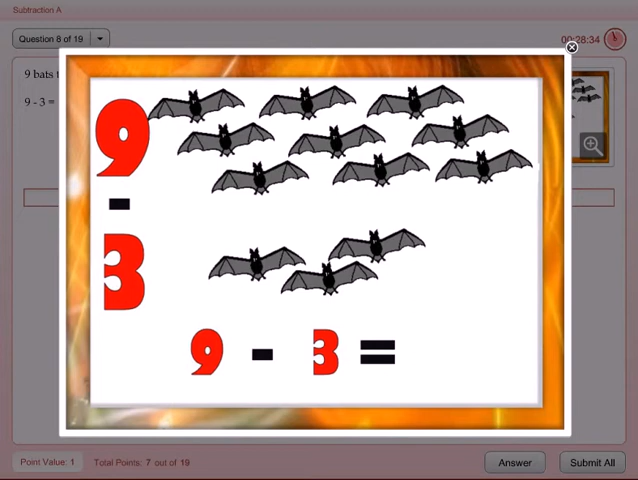 Subtraction A
Question 8 of 19
00:28:34
9 bats
9 - 3 =
9
-
3
9 - 3 =
Point Value: 1
Total Points: 7 out of 19
Answer
Submit All